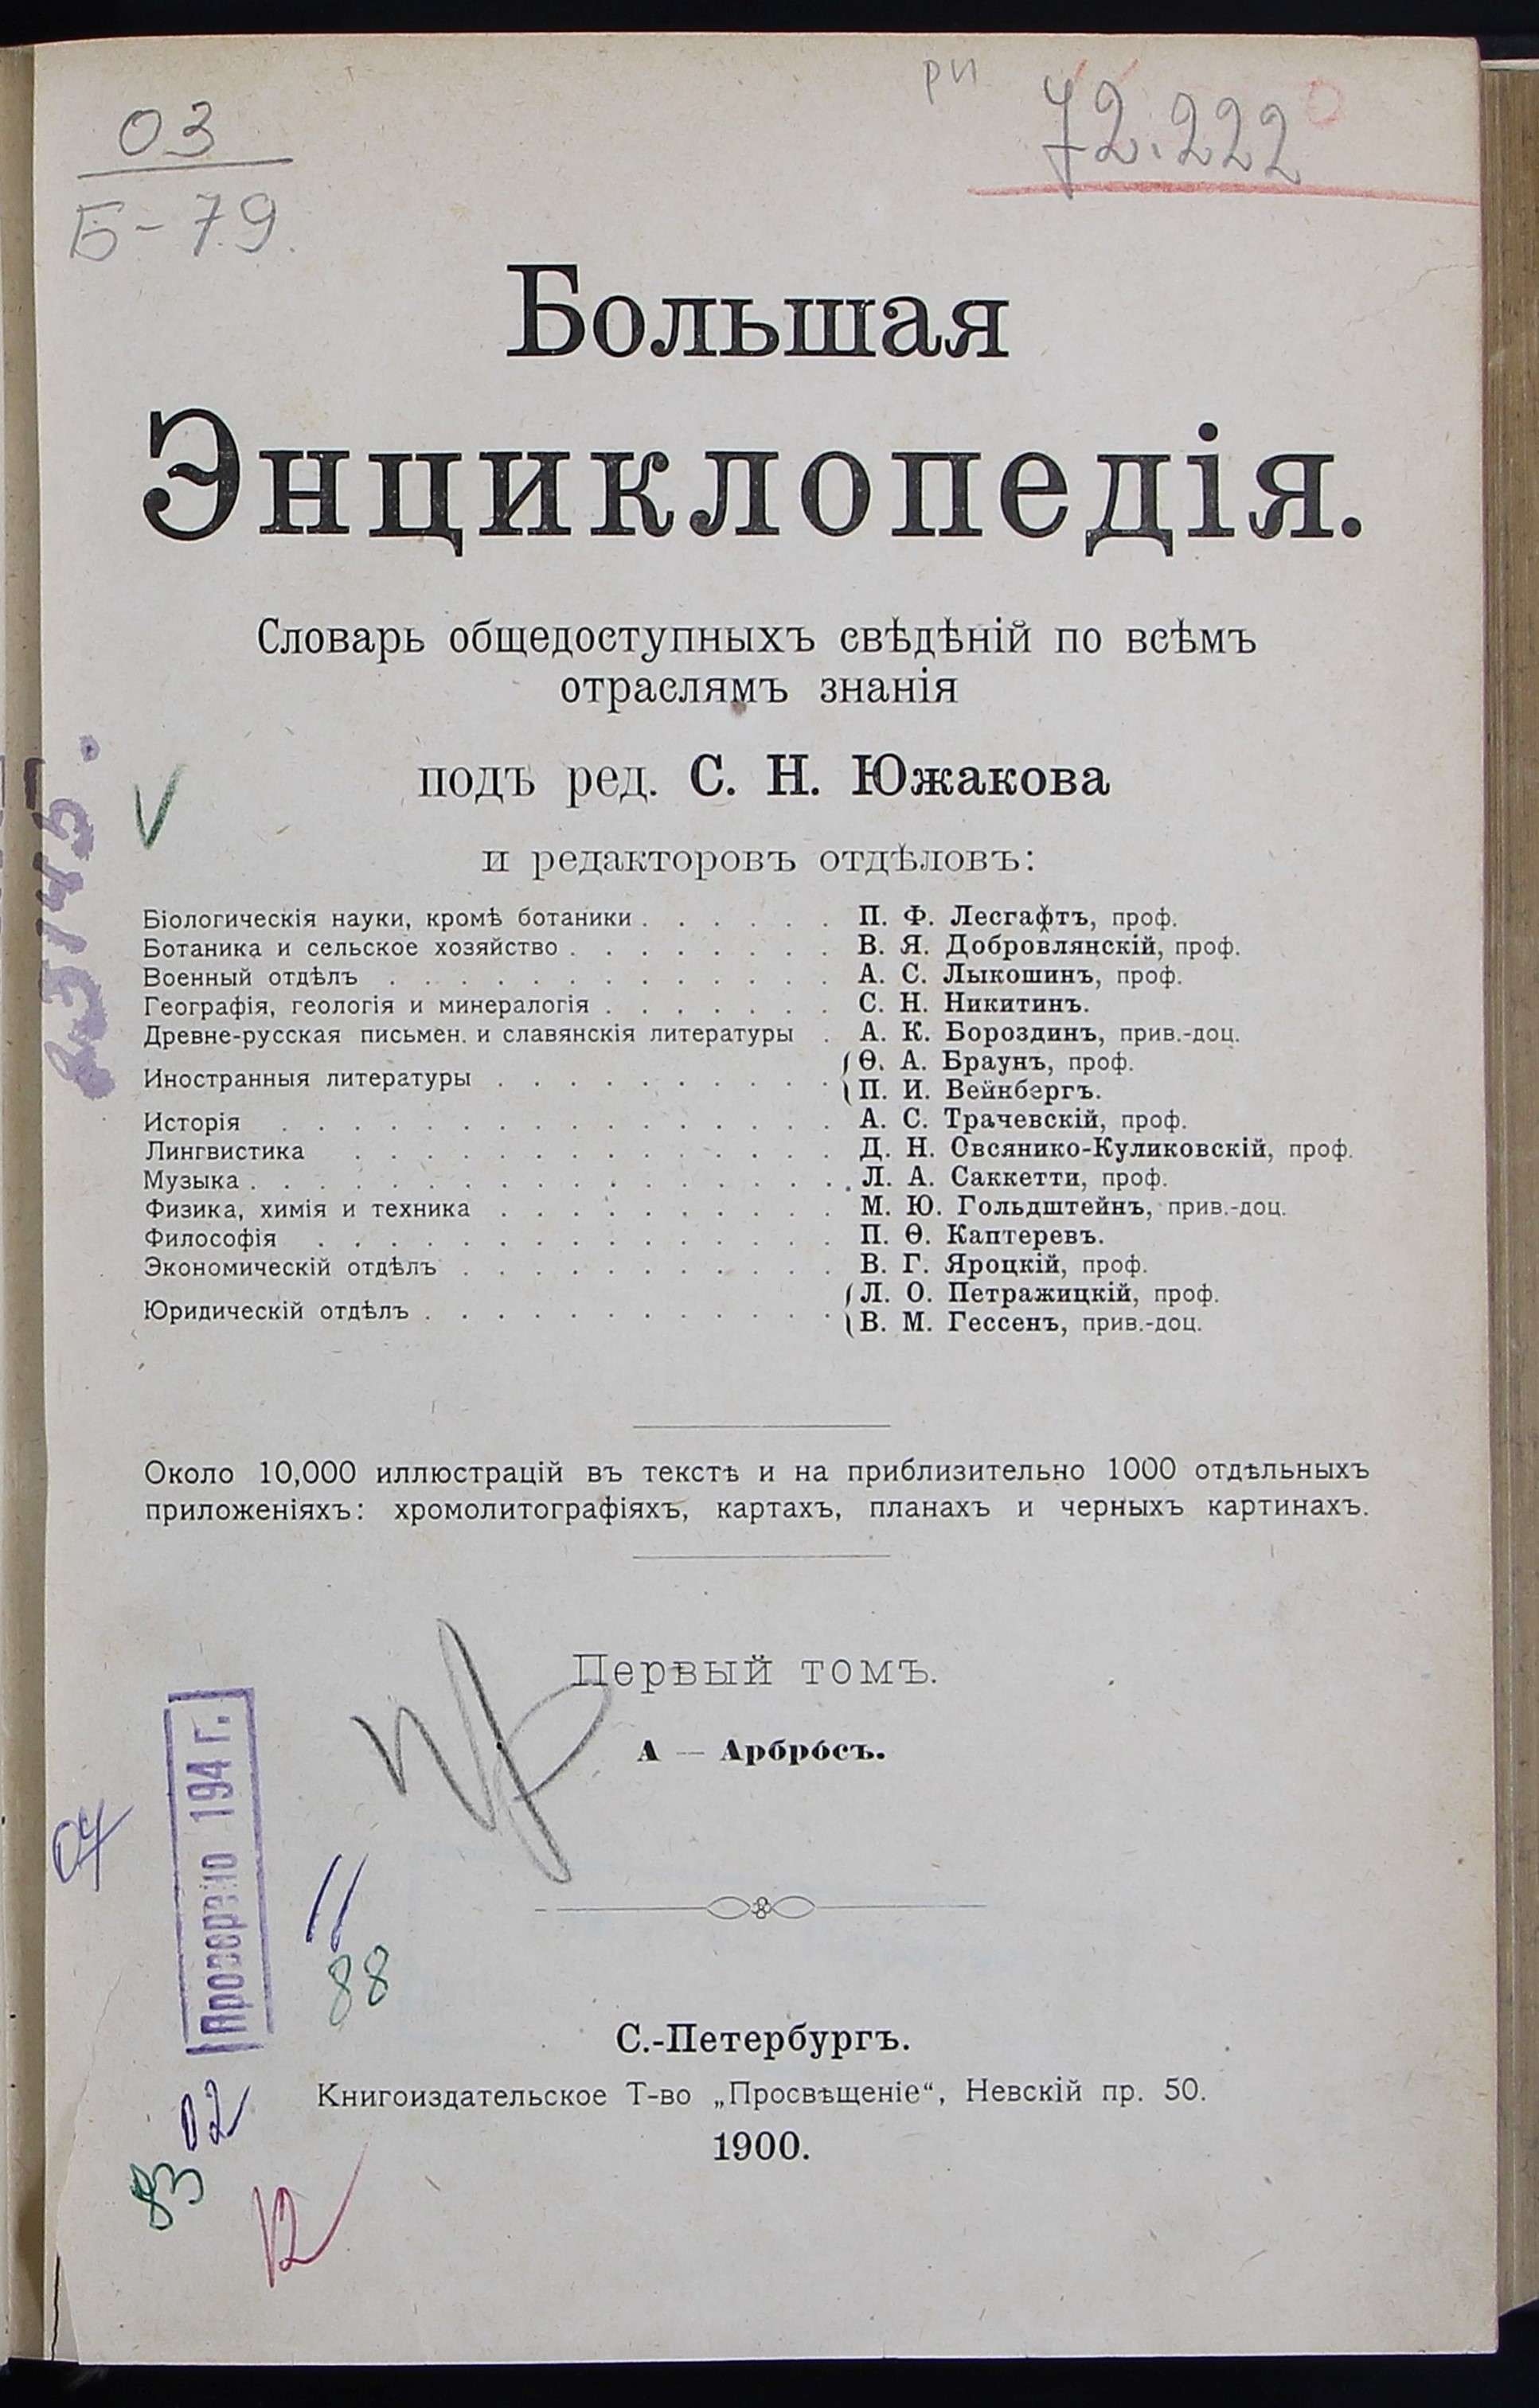 03
Б-79.
ри
72.222
Большая
Энциклопедія.
Словарь общедоступныхъ свѣдѣній по всѣмъ
отраслямъ знанія
подъ ред. С. Н. Южакова
и редакторовъ отдѣловъ:
Біологическія науки, кромѣ ботаники . . . . . . П. Ф. Лесгафтъ, проф.
Ботаника и сельское хозяйство . . . . . . . . В. Я. Добровлянскій, проф.
Военный отдѣлъ . . . . . . . . . . . . . А. С. Лыкошинъ, проф.
Географія, геологія и минералогія . . . . . . . С. Н. Никитинъ.
Древне-русская письмен. и славянскія литературы . А. К. Бороздинъ, прив.-доц.
Иностранныя литературы . . . . . . . . . . Ѳ. А. Браунъ, проф.
П. И. Вейнбергъ.
Исторія . . . . . . . . . . . . . . . . А. С. Трачевскій, проф.
Лингвистика . . . . . . . . . . . . . . Д. Н. Овсянико-Куликовскій, проф.
Музыка . . . . . . . . . . . . . . . . . Л. А. Саккетти, проф.
Физика, химія и техника . . . . . . . . . . М. Ю. Гольдштейнъ, прив.-доц.
Философія . . . . . . . . . . . . . . . П. Ѳ. Каптеревъ.
Экономическій отдѣлъ . . . . . . . . . . . В. Г. Яроцкій, проф.
Юридическій отдѣлъ . . . . . . . . . . . . Л. О. Петражицкій, проф.
В. М. Гессенъ, прив.-доц.
Около 10,000 иллюстрацій въ текстѣ и на приблизительно 1000 отдѣльныхъ
приложеніяхъ: хромолитографіяхъ, картахъ, планахъ и черныхъ картинахъ.
Первый томъ.
А — Арбро́съ.
Проверено 194 г.
88
С.-Петербургъ.
Книгоиздательское Т-во „Просвѣщеніе“, Невскій пр. 50.
1900.
02
83
12